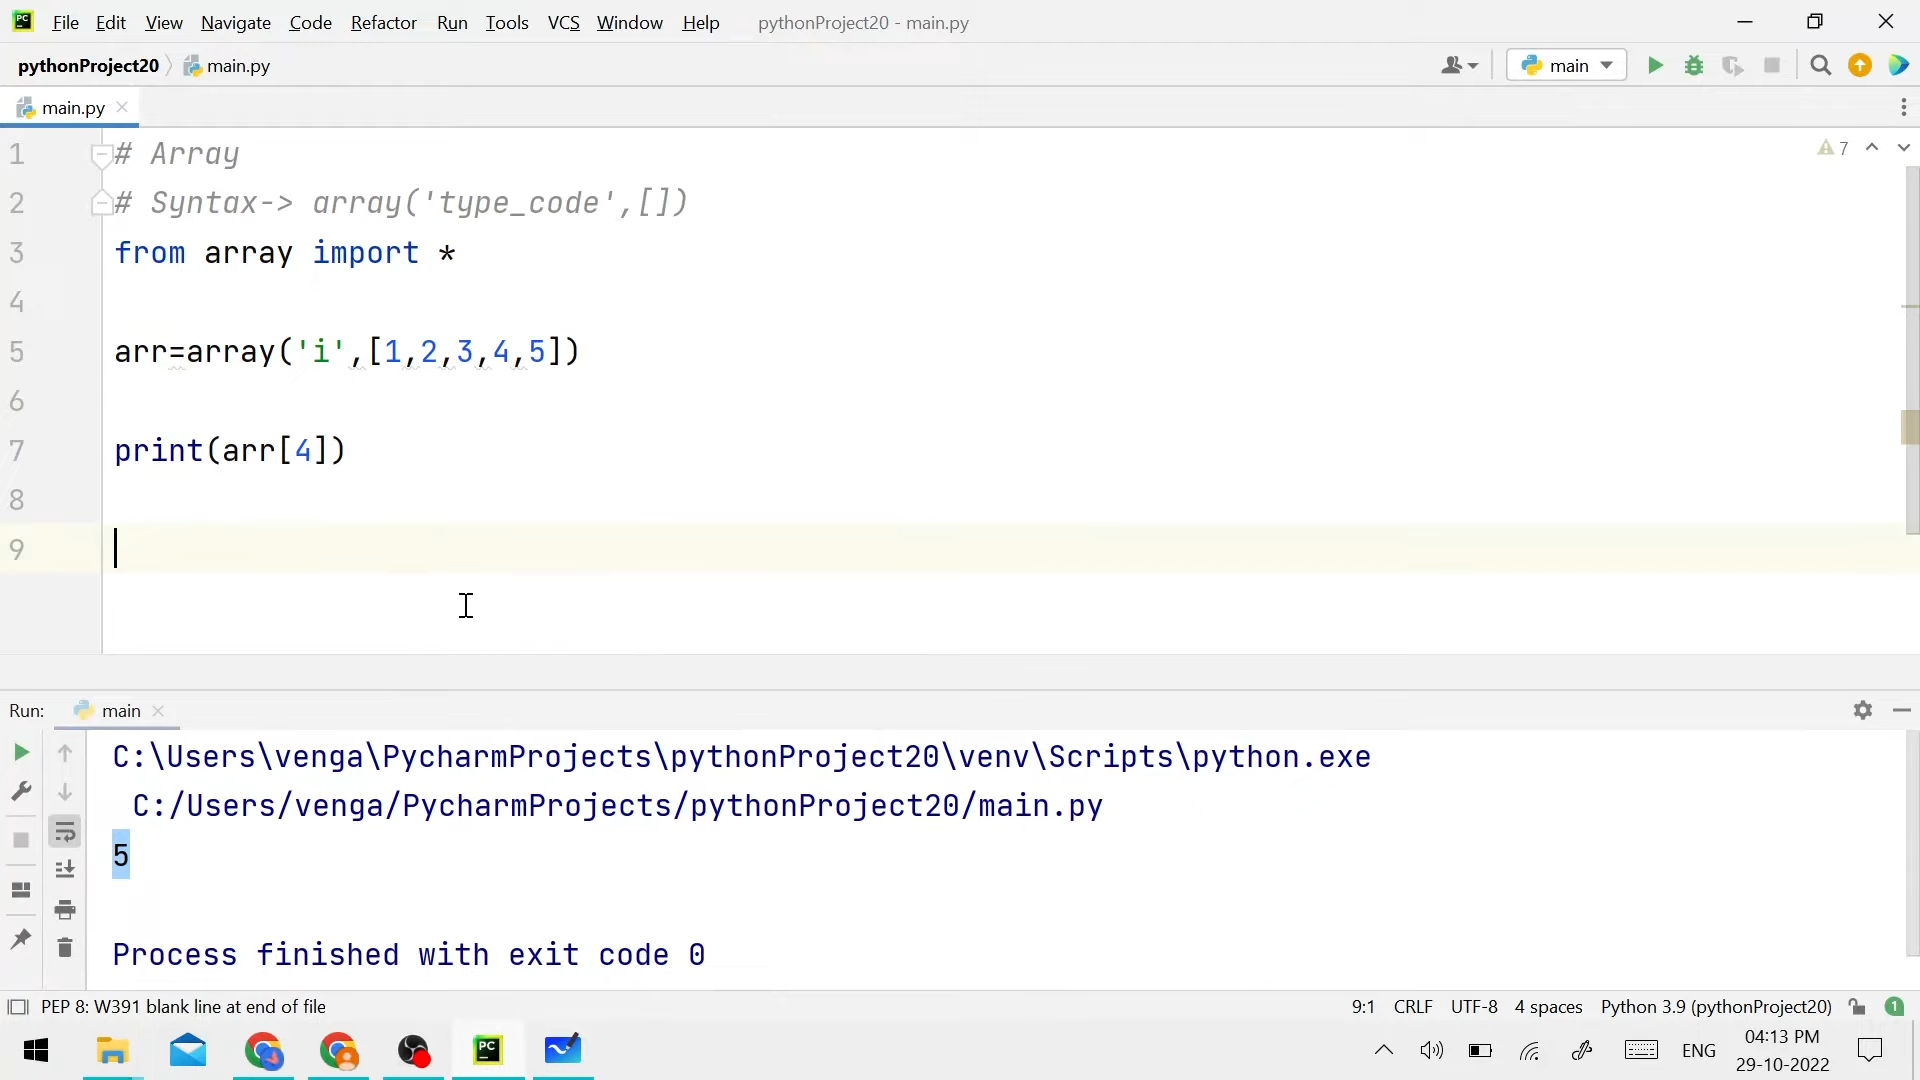 PC File Edit View Navigate Code Refactor Run Tools VCS Window Help pythonProject20 - main.py
pythonProject20 main.py main
main.py
1 # Array 7
2 # Syntax-> array('type_code',[])
3 from array import *
4
5 arr=array('i',[1,2,3,4,5])
6
7 print(arr[4])
8
9
Run: main
C:\Users\venga\PycharmProjects\pythonProject20\venv\Scripts\python.exe
C:/Users/venga/PycharmProjects/pythonProject20/main.py
5
Process finished with exit code 0
PEP 8: W391 blank line at end of file 9:1 CRLF UTF-8 4 spaces Python 3.9 (pythonProject20) 1
PC ENG 04:13 PM
29-10-2022